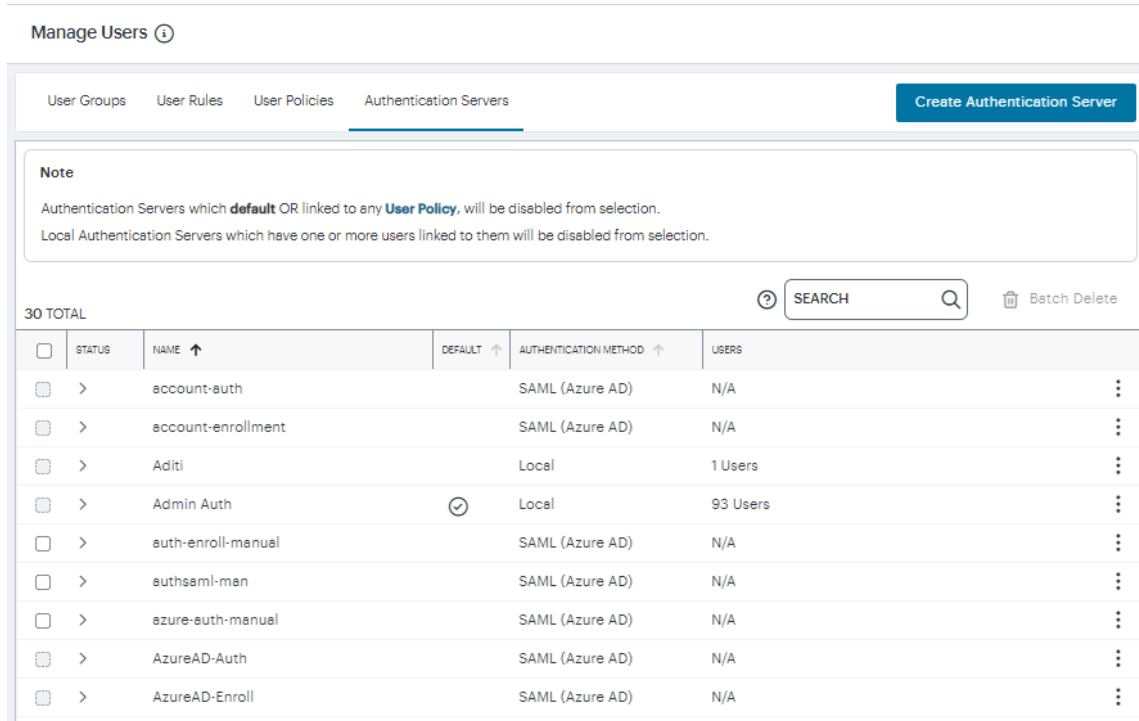 Manage Users
User Groups User Rules User Policies Authentication Servers Create Authentication Server
Note
Authentication Servers which default OR linked to any User Policy, will be disabled from selection.
Local Authentication Servers which have one or more users linked to them will be disabled from selection.
30 TOTAL SEARCH Batch Delete
STATUS NAME DEFAULT AUTHENTICATION METHOD USERS
account-auth SAML (Azure AD) N/A
account-enrollment SAML (Azure AD) N/A
Aditi Local 1 Users
Admin Auth Local 93 Users
auth-enroll-manual SAML (Azure AD) N/A
authsaml-man SAML (Azure AD) N/A
azure-auth-manual SAML (Azure AD) N/A
AzureAD-Auth SAML (Azure AD) N/A
AzureAD-Enroll SAML (Azure AD) N/A